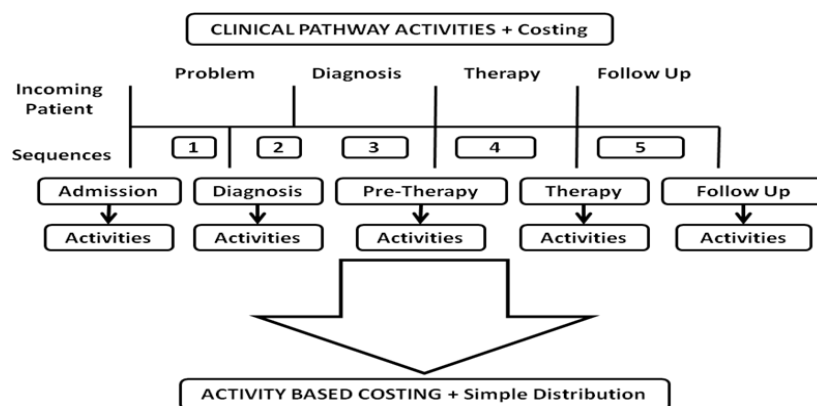 CLINICAL PATHWAY ACTIVITIES + Costing
Problem Diagnosis Therapy Follow Up
Incoming
Patient
Sequences 1 2 3 4 5
Admission Diagnosis Pre-Therapy Therapy Follow Up
Activities Activities Activities Activities Activities
ACTIVITY BASED COSTING + Simple Distribution